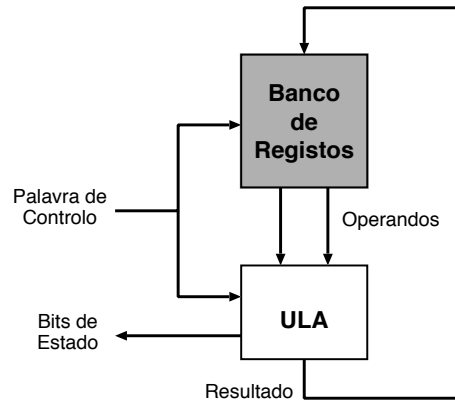 Banco
de
Registos
Palavra de
Controlo
Operandos
Bits de
Estado
ULA
Resultado